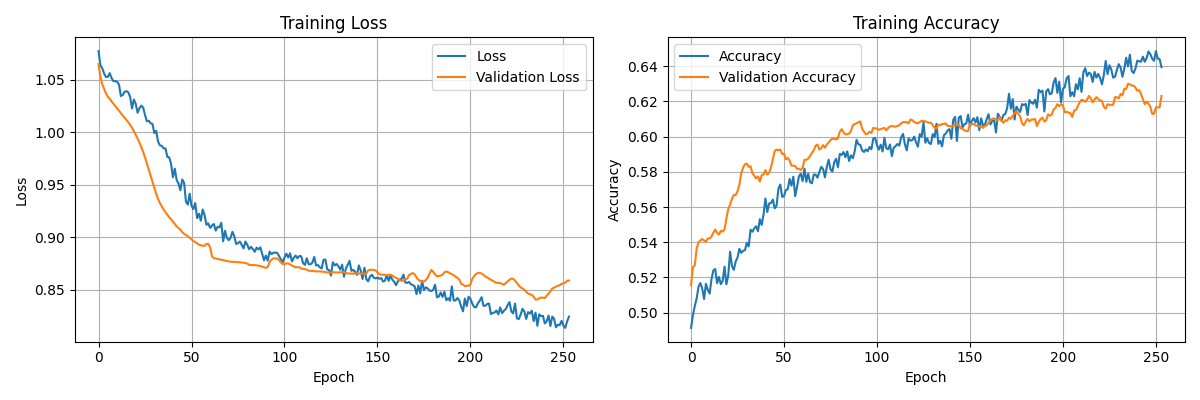 Training Loss
Loss
Validation Loss
1.05
1.00
0.95
0.90
0.85
Loss
0
50
100
150
200
250
Epoch
Training Accuracy
Accuracy
Validation Accuracy
0.64
0.62
0.60
0.58
0.56
0.54
0.52
0.50
Accuracy
0
50
100
150
200
250
Epoch